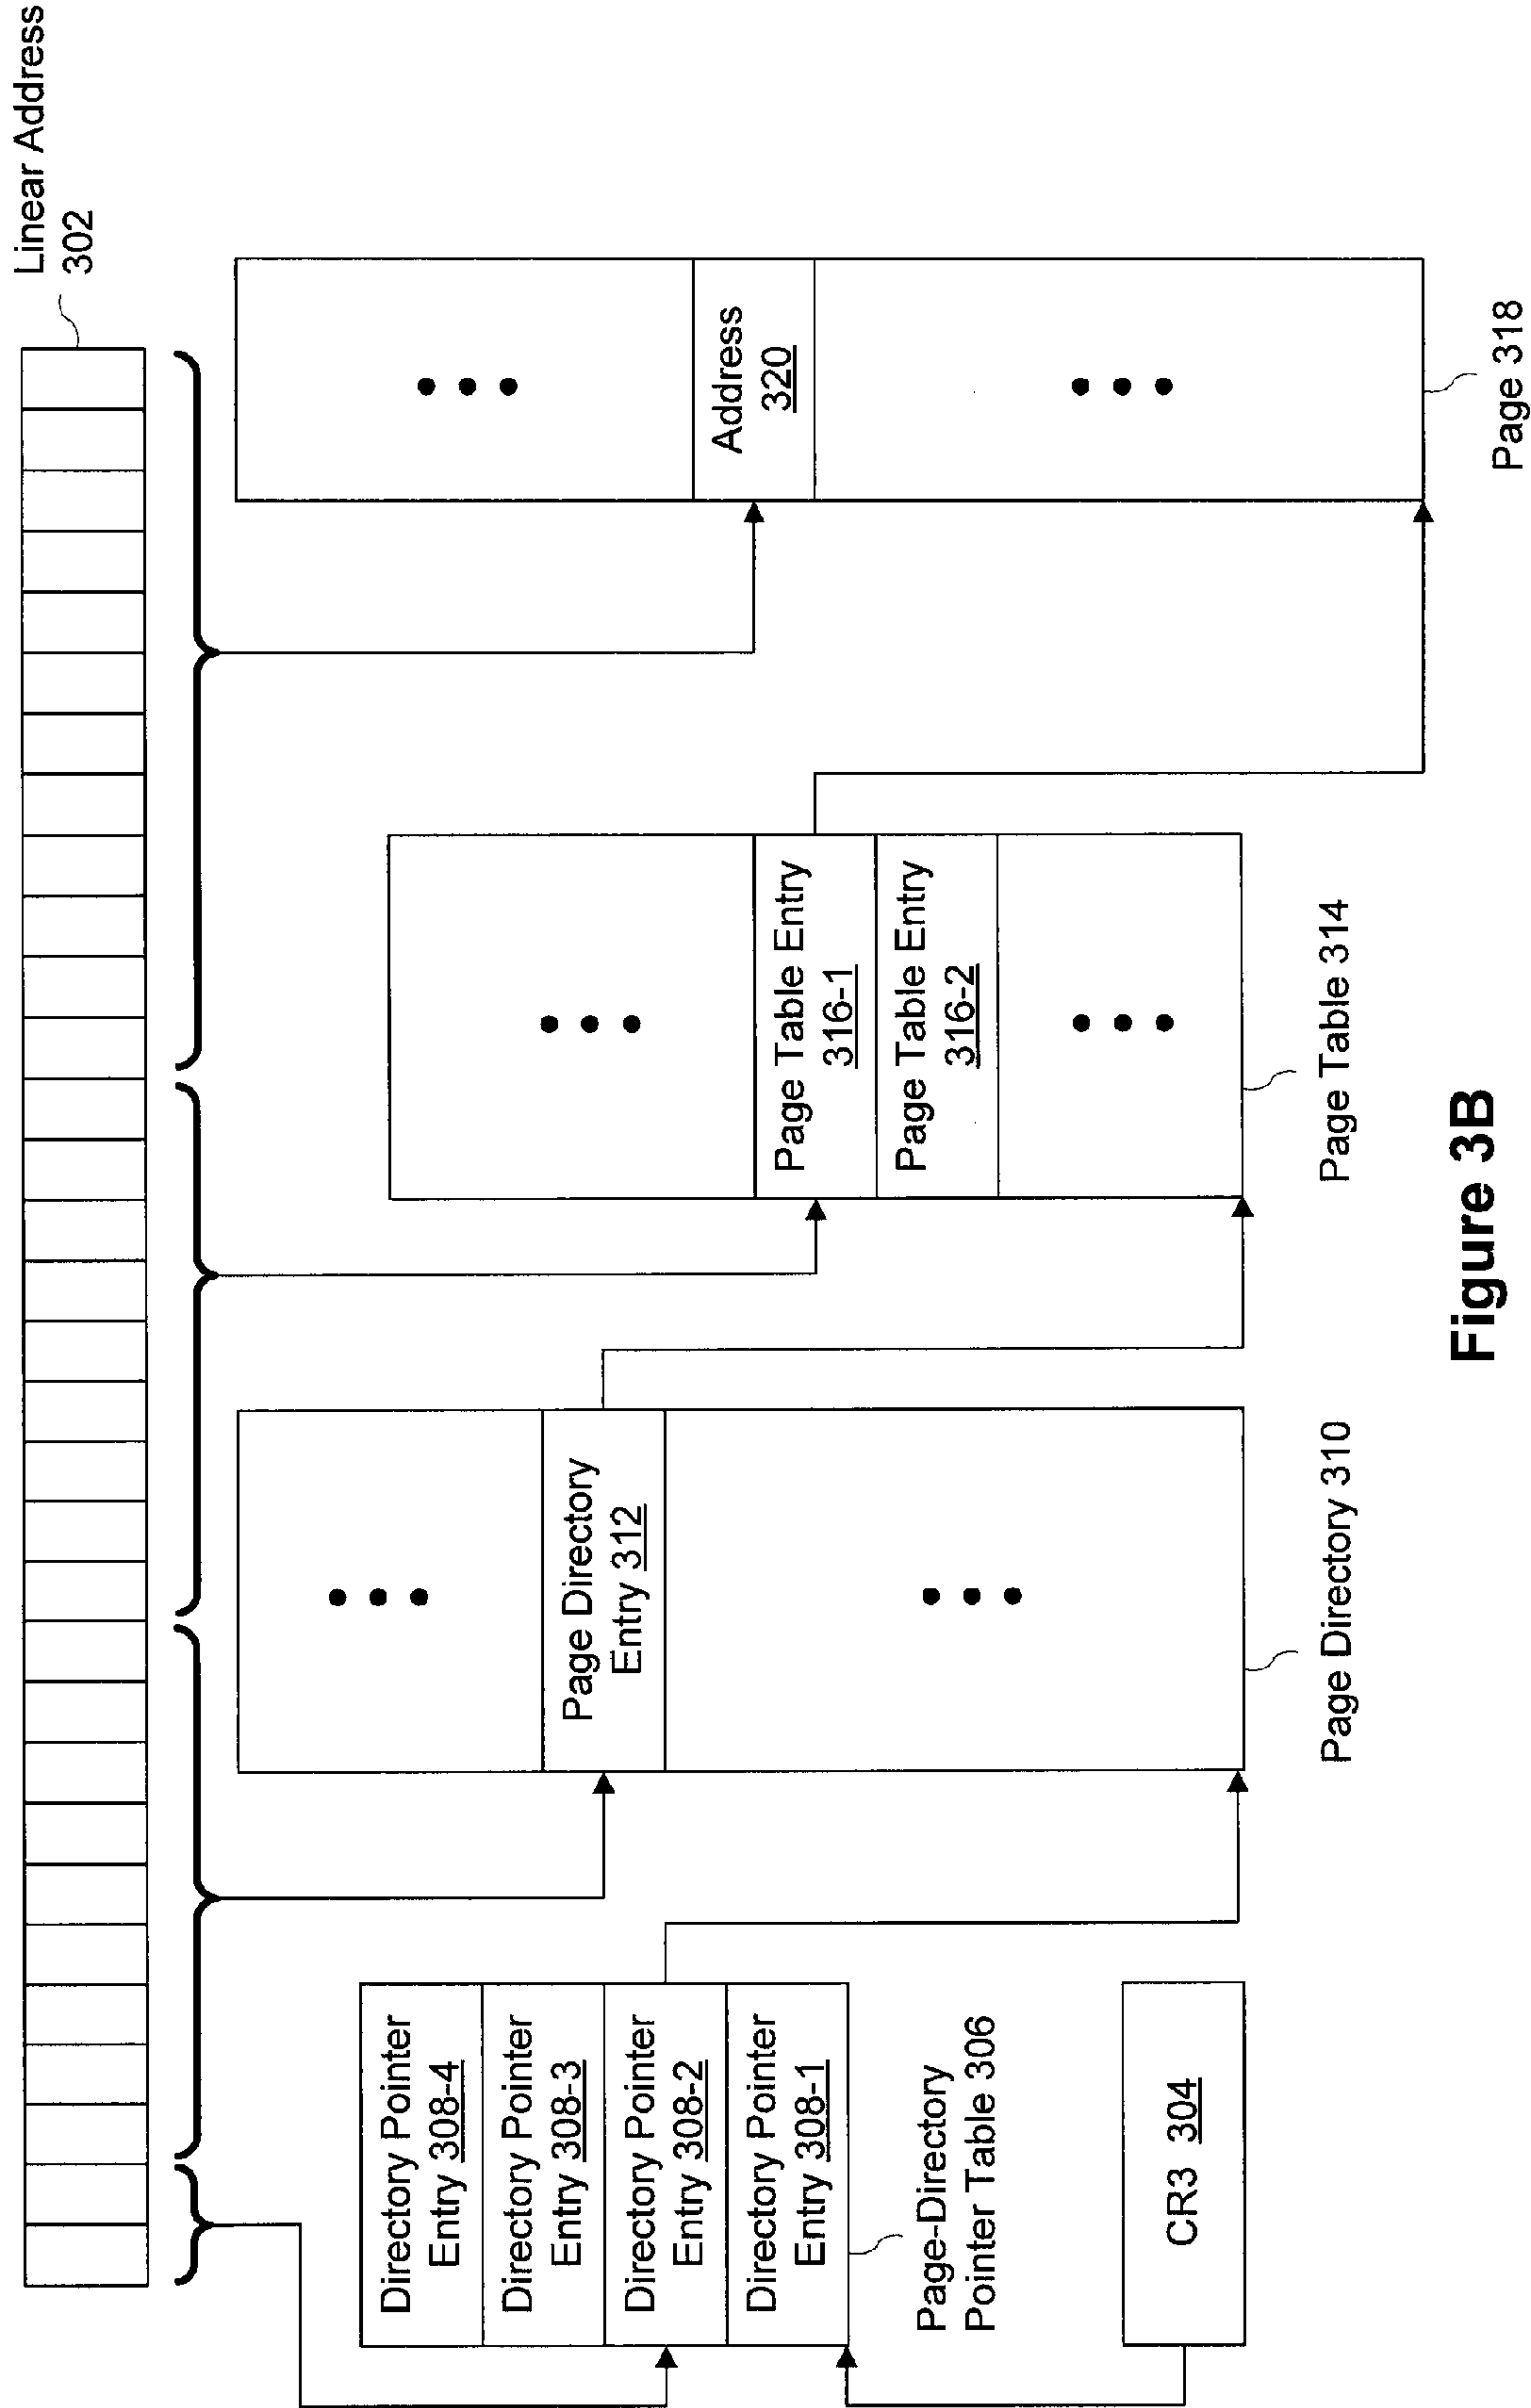 Linear Address
302
Directory Pointer
Entry 308-4
Directory Pointer
Entry 308-3
Directory Pointer
Entry 308-2
Directory Pointer
Entry 308-1
Page-Directory
Pointer Table 306
CR3 304
Page Directory
Entry 312
Page Directory 310
Page Table Entry
316-1
Page Table Entry
316-2
Page Table 314
Address
320
Page 318
Figure 3B